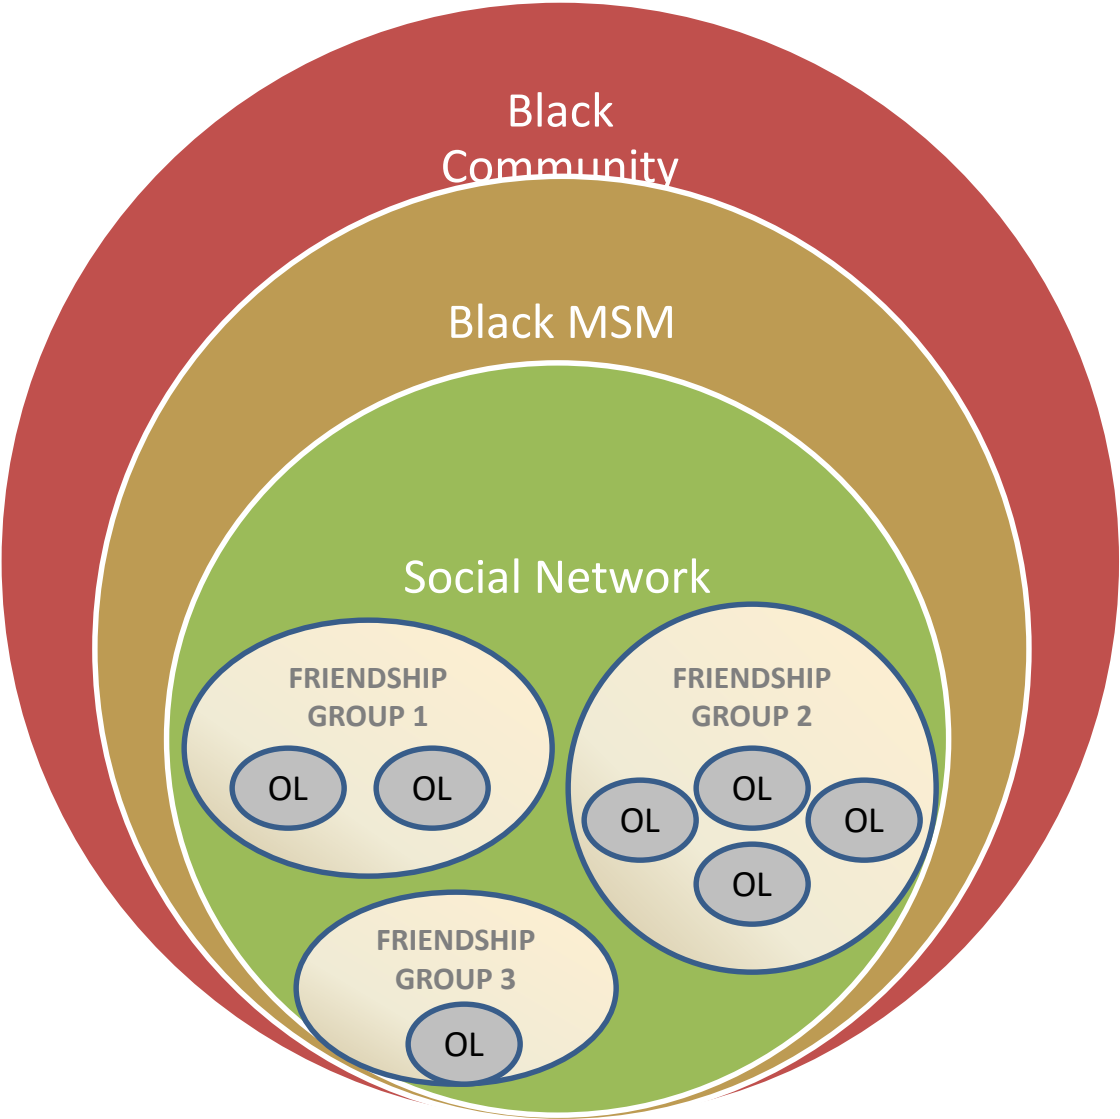 Black
Community
Black MSM
Social Network
FRIENDSHIP
GROUP 1
OL
OL
FRIENDSHIP
GROUP 2
OL
OL
OL
OL
FRIENDSHIP
GROUP 3
OL